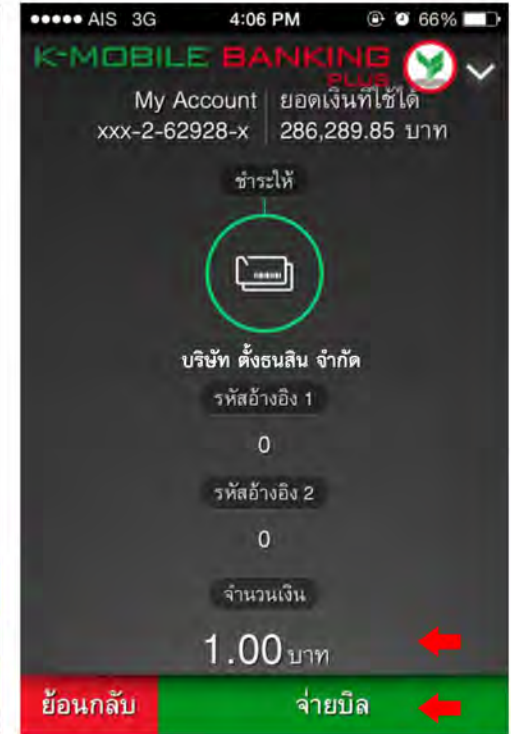 AIS 3G 4:06 PM 66%
K-MOBILE BANKING
PLUS
My Account ยอดเงินที่ใช้ได้
xxx-2-62928-x 286,289.85 บาท
ชำระให้
บริษัท ตั้งธนสิน จำกัด
รหัสอ้างอิง 1
0
รหัสอ้างอิง 2
0
จำนวนเงิน
1.00 บาท
ย้อนกลับ จ่ายบิล